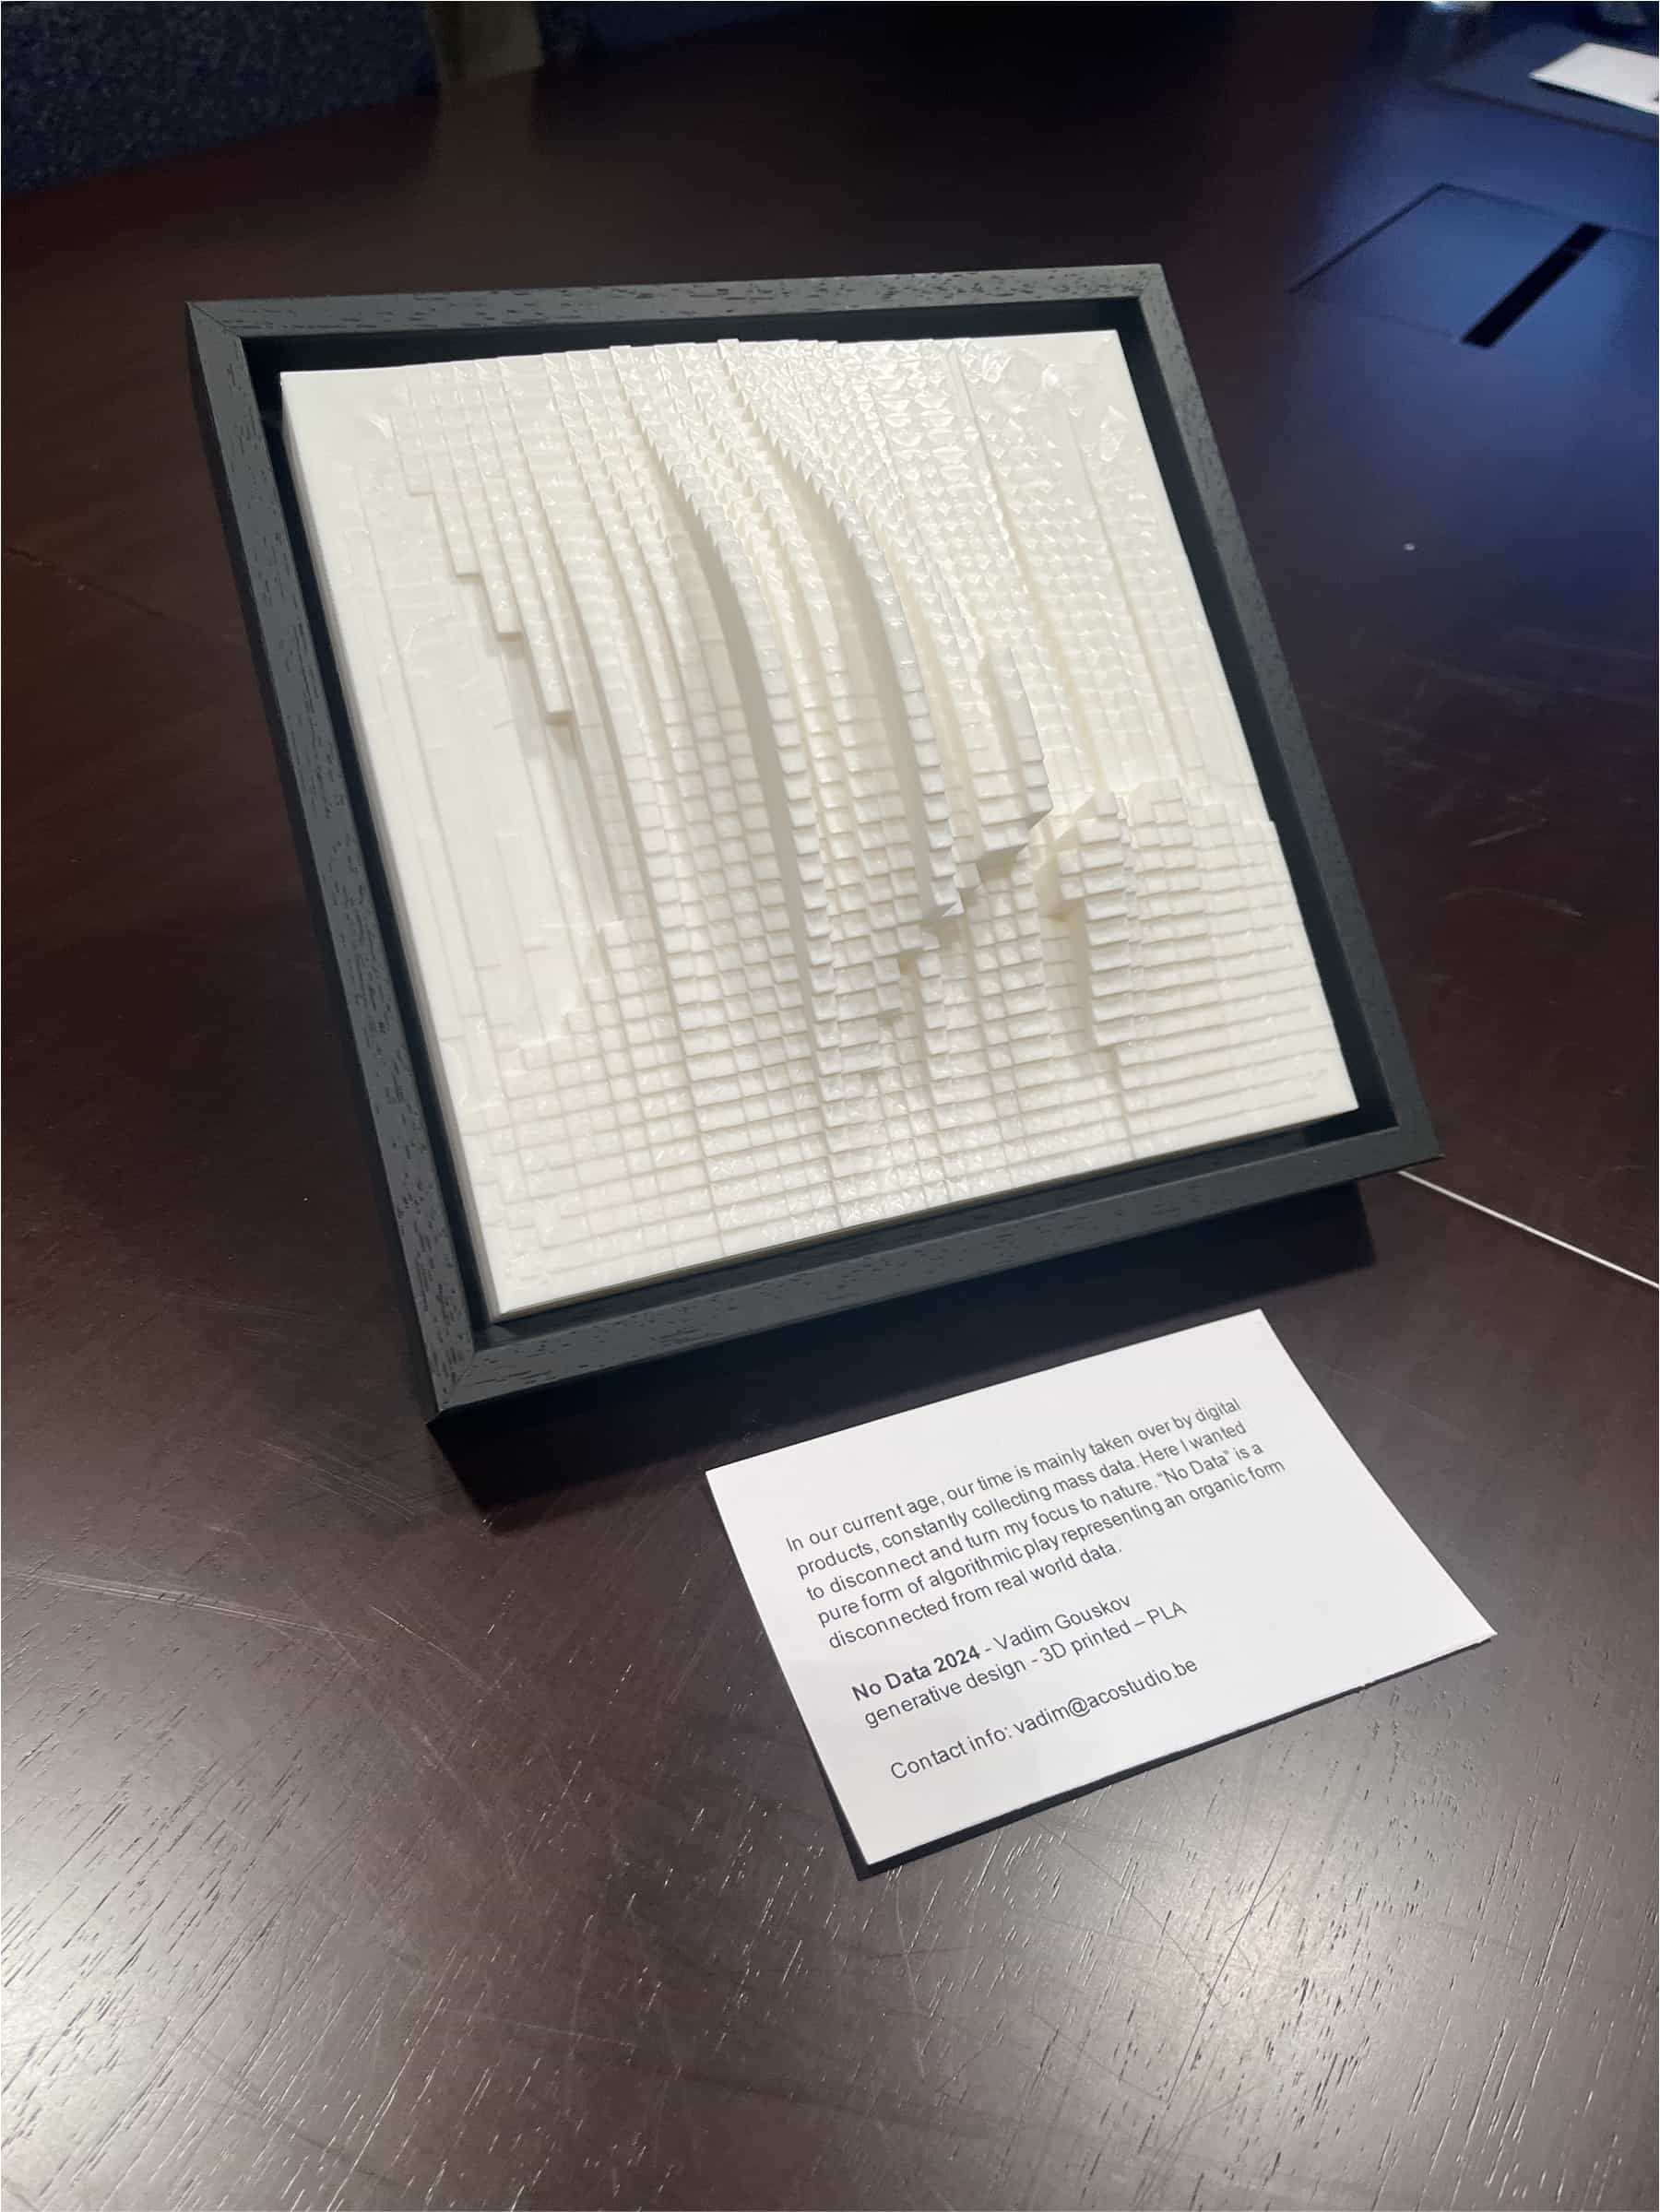 In our current age, our time is mainly taken over by digital
products, constantly collecting mass data. Here I wanted
to disconnect and turn my focus to nature. “No Data” is a
pure form of algorithmic play representing an organic form
disconnected from real world data.
No Data 2024 - Vadim Gouskov
generative design - 3D printed – PLA
Contact info: vadim@acostudio.be